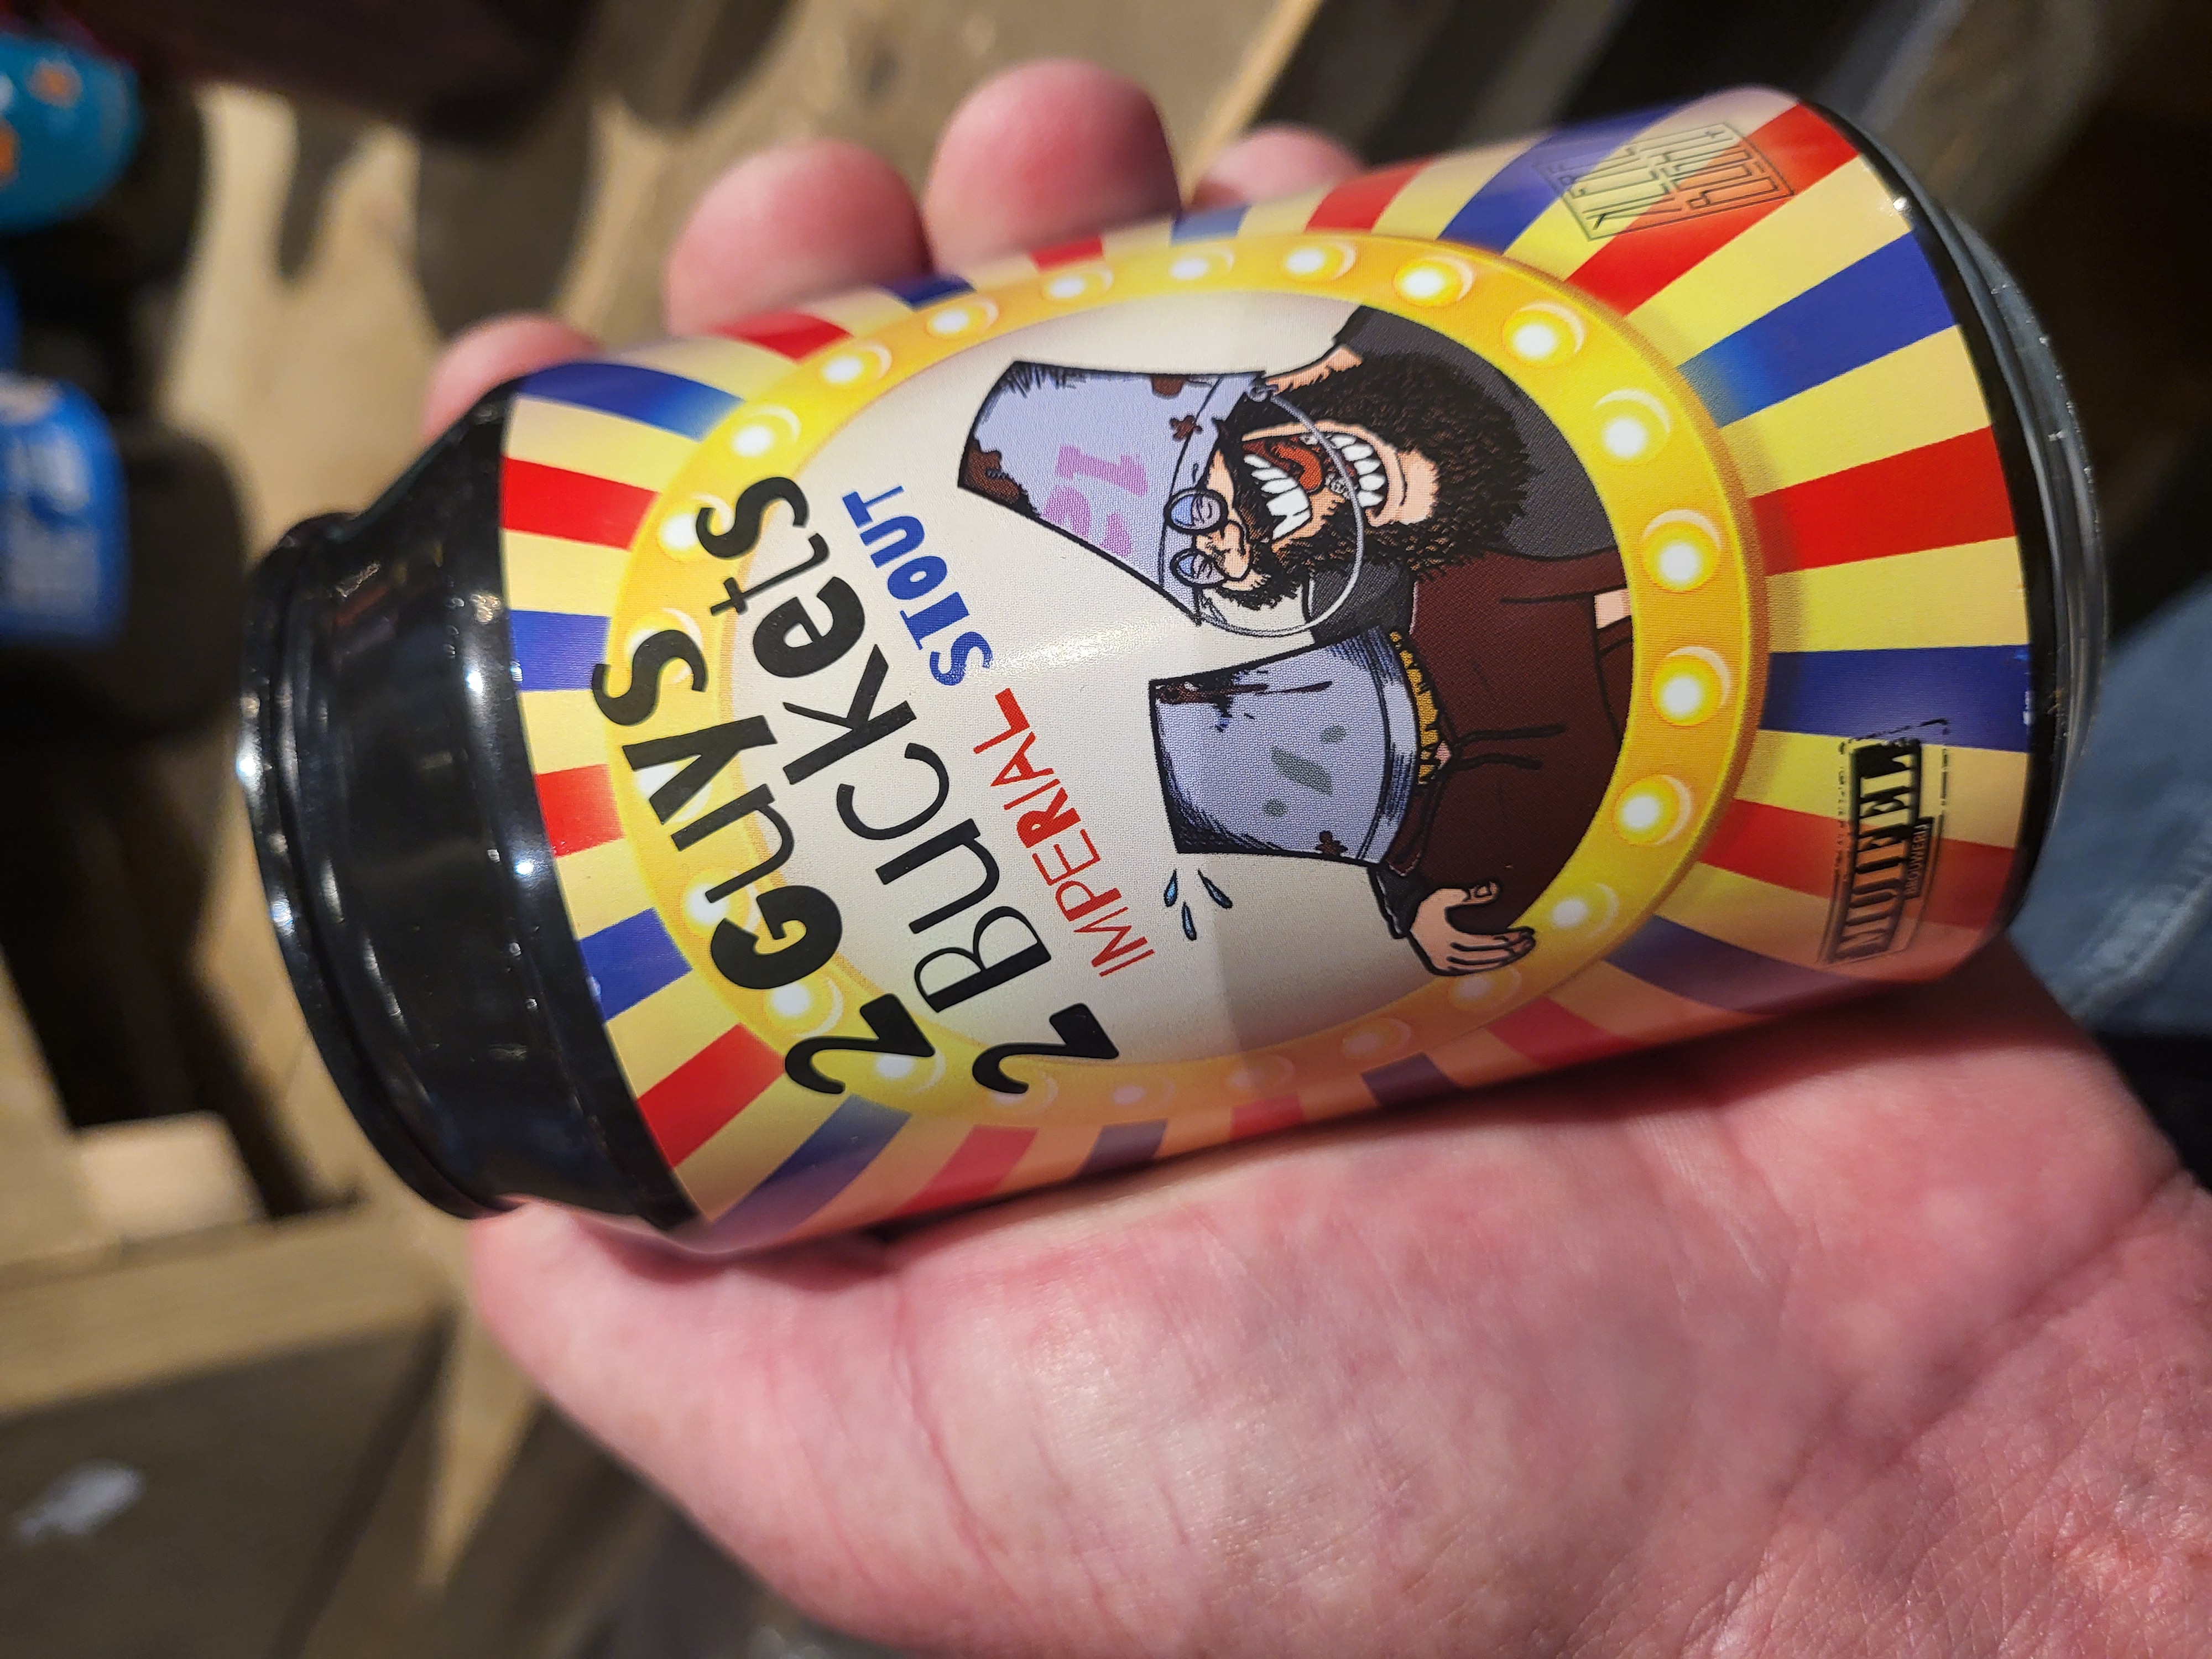 2 GuyS
2 BuckEts
IMPERIAL STOUT